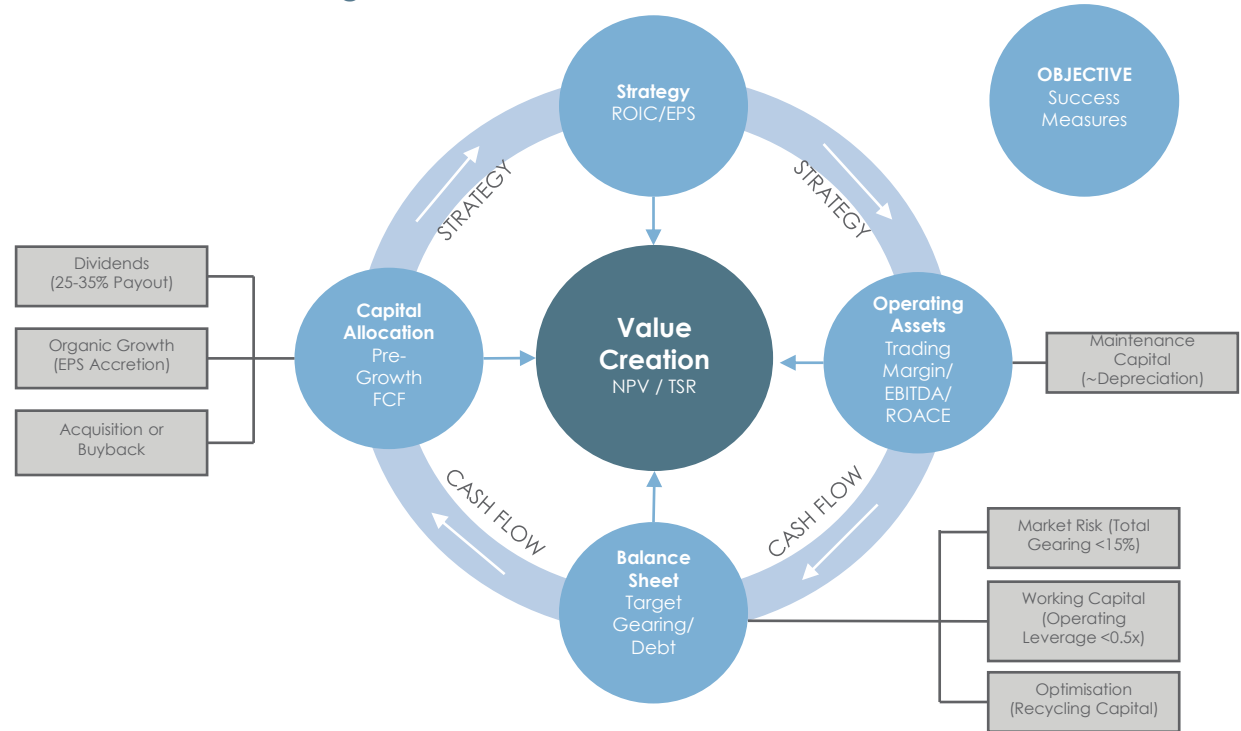 Strategy
ROIC/EPS
OBJECTIVE
Success
Measures
STRATEGY
STRATEGY
Dividends
(25-35% Payout)
Organic Growth
(EPS Accretion)
Acquisition or
Buyback
Capital
Allocation
Pre-
Growth
FCF
Value
Creation
NPV / TSR
Operating
Assets
Trading
Margin/
EBITDA/
ROACE
Maintenance
Capital
(~Depreciation)
CASH FLOW
CASH FLOW
Balance
Sheet
Target
Gearing/
Debt
Market Risk (Total
Gearing <15%)
Working Capital
(Operating
Leverage <0.5x)
Optimisation
(Recycling Capital)